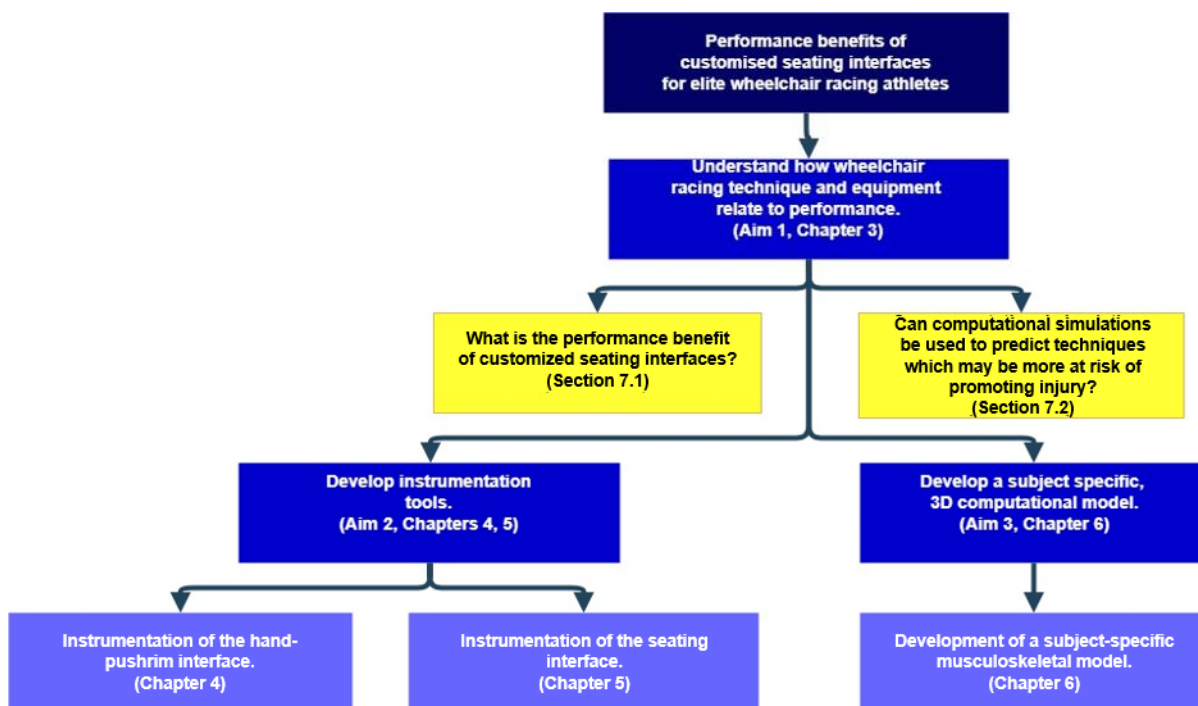 Performance benefits of
customised seating interfaces
for elite wheelchair racing athletes
Understand how wheelchair
racing technique and equipment
relate to performance.
(Aim 1, Chapter 3)
What is the performance benefit
of customized seating interfaces?
(Section 7.1)
Can computational simulations
be used to predict techniques
which may be more at risk of
promoting injury?
(Section 7.2)
Develop instrumentation
tools.
(Aim 2, Chapters 4, 5)
Develop a subject specific,
3D computational model.
(Aim 3, Chapter 6)
Instrumentation of the hand-
pushrim interface.
(Chapter 4)
Instrumentation of the seating
interface.
(Chapter 5)
Development of a subject-specific
musculoskeletal model.
(Chapter 6)